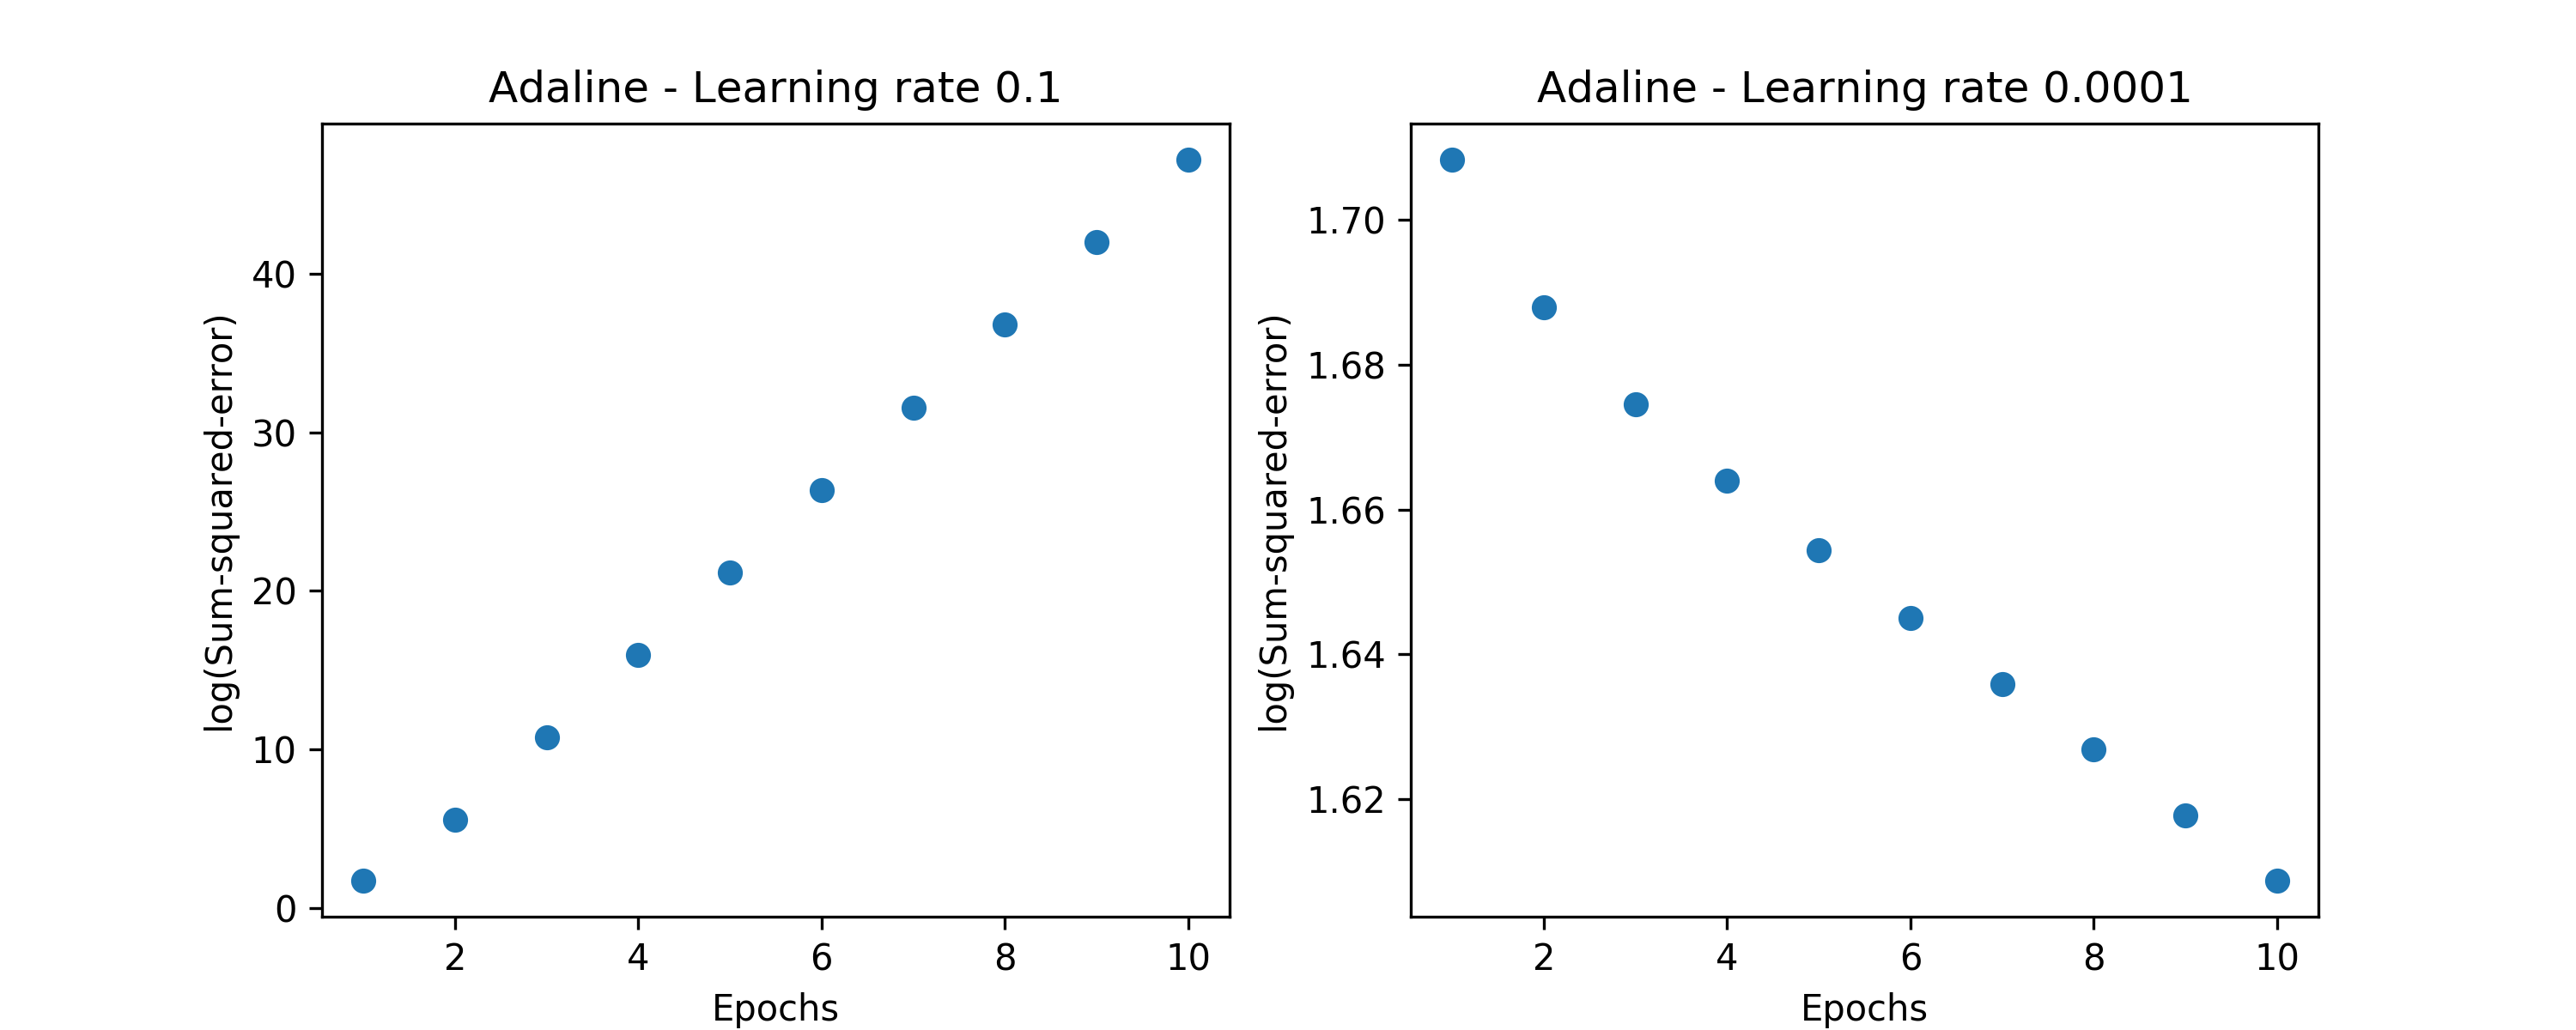 Adaline - Learning rate 0.1
log(Sum-squared-error)
40
30
20
10
0
2 4 6 8 10
Epochs
Adaline - Learning rate 0.0001
log(Sum-squared-error)
1.70
1.68
1.66
1.64
1.62
2 4 6 8 10
Epochs